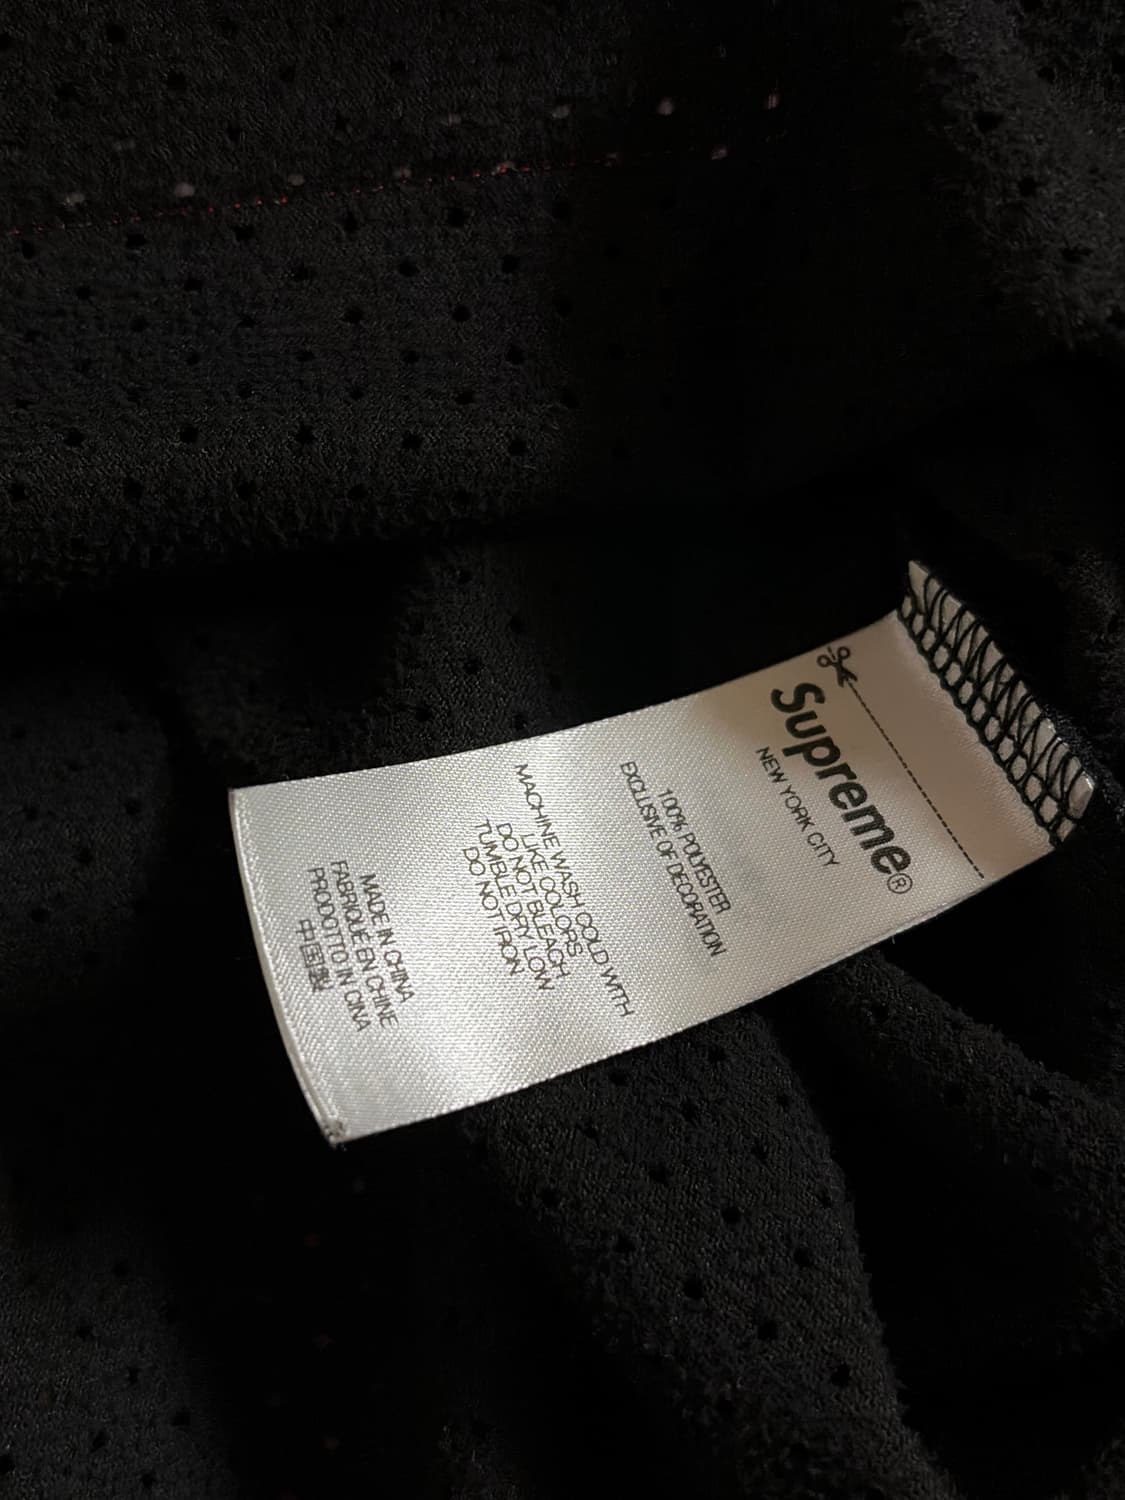 Supreme®
NEW YORK CITY
100% POLYESTER
EXCLUSIVE OF DECORATION
MACHINE WASH COLD WITH
LIKE COLORS
DO NOT BLEACH
TUMBLE DRY LOW
DO NOT IRON
MADE IN CHINA
FABRIQUÉ EN CHINE
PRODOTTO IN CINA
中国製